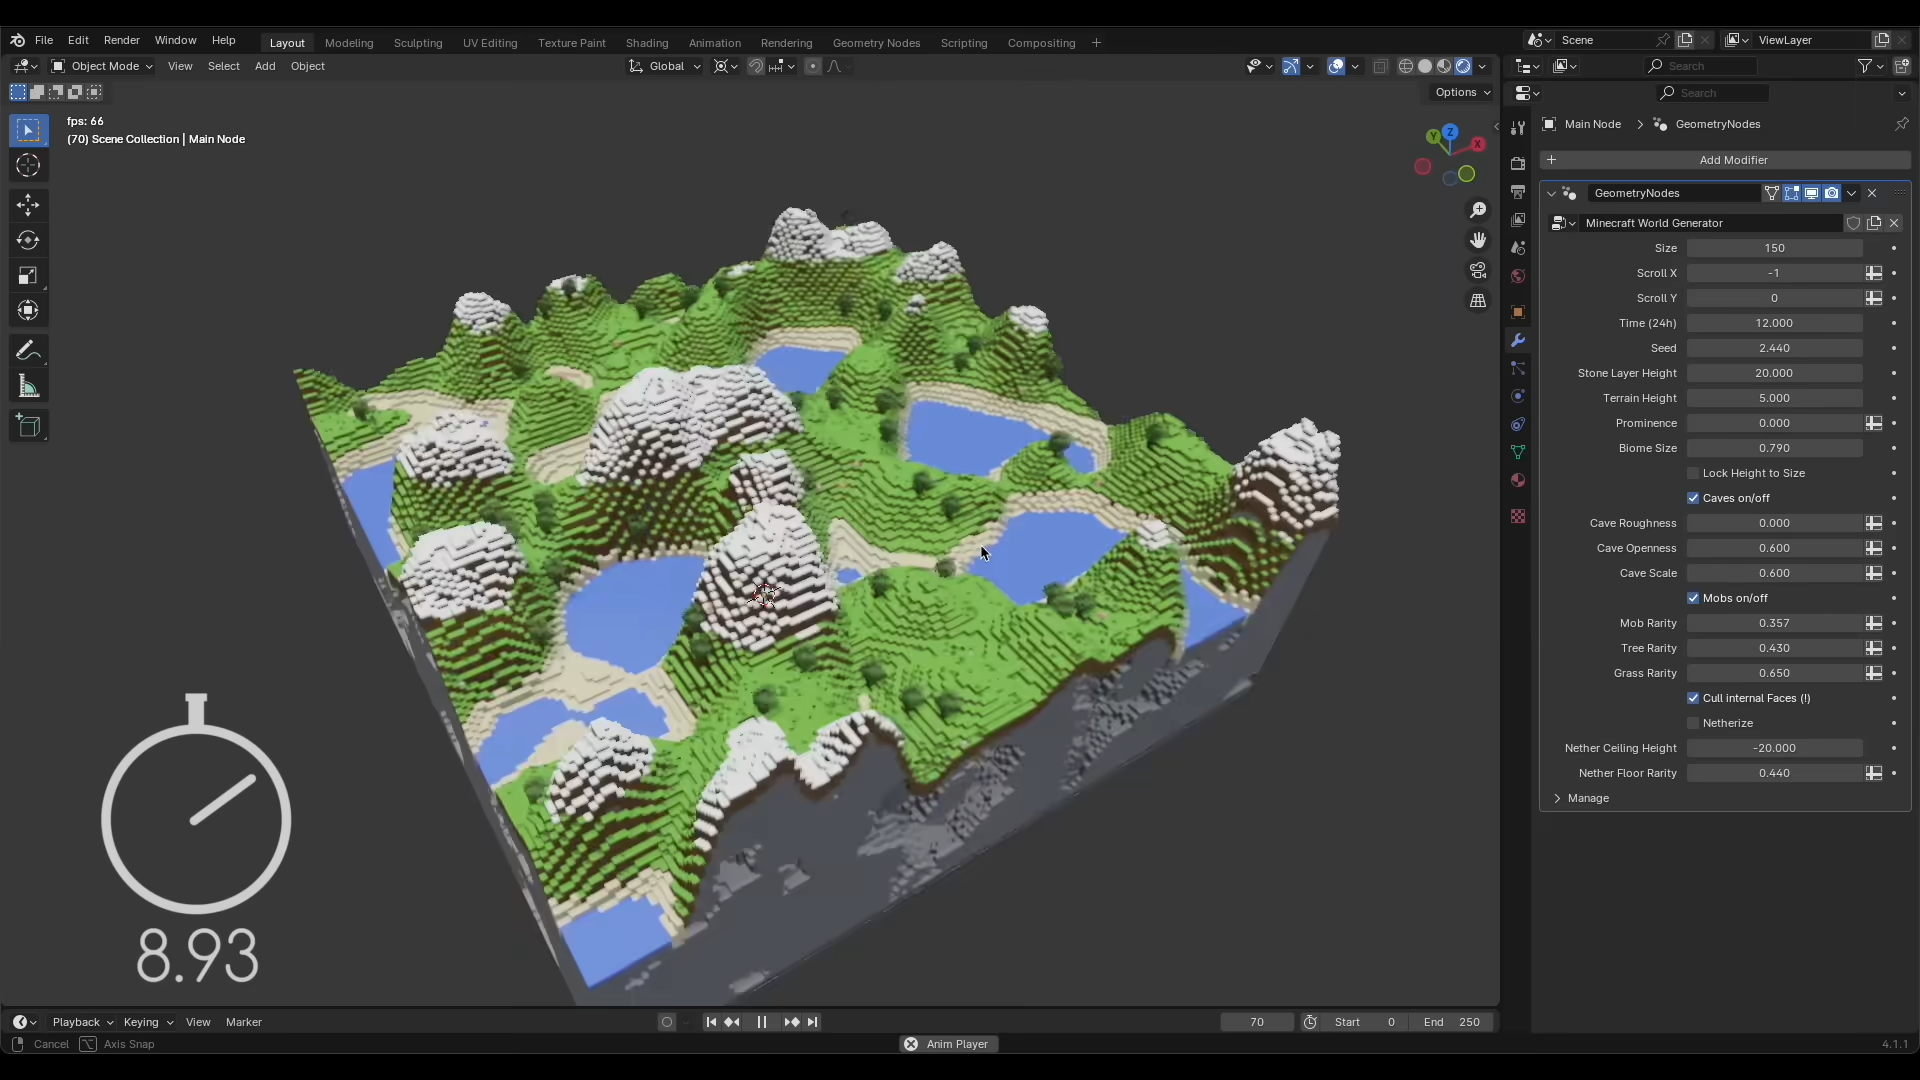 File Edit Render Window Help Layout Modeling Sculpting UV Editing Texture Paint Shading Animation Rendering Geometry Nodes Scripting Compositing + Scene ViewLayer
Object Mode View Select Add Object Global Search
Options Search
fps: 66
(70) Scene Collection | Main Node
Z
Y
X
Main Node > GeometryNodes
+ Add Modifier
GeometryNodes
Minecraft World Generator
Size 150
Scroll X -1
Scroll Y 0
Time (24h) 12.000
Seed 2.440
Stone Layer Height 20.000
Terrain Height 5.000
Prominence 0.000
Biome Size 0.790
Lock Height to Size
Caves on/off
Cave Roughness 0.000
Cave Openness 0.600
Cave Scale 0.600
Mobs on/off
Mob Rarity 0.357
Tree Rarity 0.430
Grass Rarity 0.650
Cull internal Faces (!)
Netherize
Nether Ceiling Height -20.000
Nether Floor Rarity 0.440
Manage
8.93
Playback Keying View Marker 70 Start 0 End 250
Cancel Axis Snap Anim Player 4.1.1